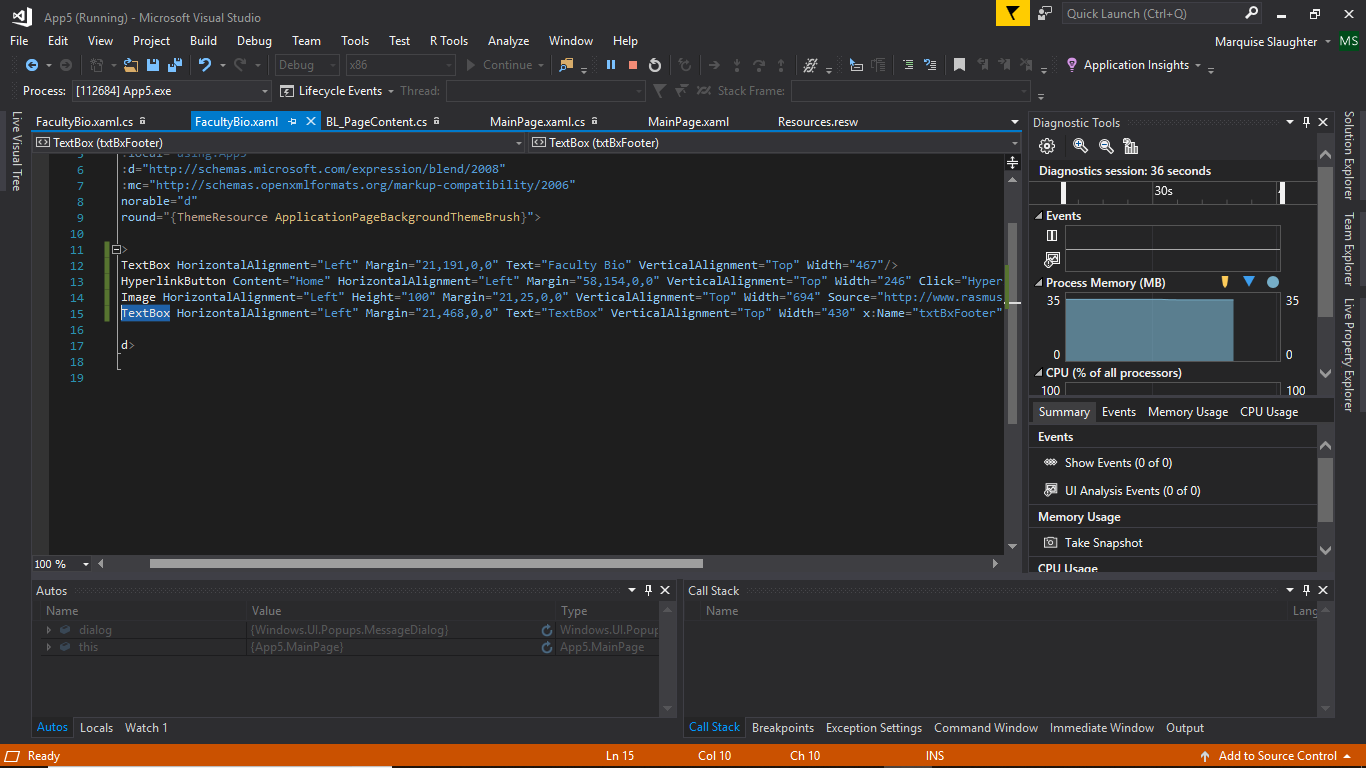 App5 (Running) - Microsoft Visual Studio
Quick Launch (Ctrl+Q)
File Edit View Project Build Debug Team Tools Test R Tools Analyze Window Help
Marquise Slaughter MS
Debug x86 Continue Application Insights
Process: [112684] App5.exe Lifecycle Events Thread: Stack Frame:
Live Visual Tree
FacultyBio.xaml.cs FacultyBio.xaml BL_PageContent.cs MainPage.xaml.cs MainPage.xaml Resources.resw
TextBox (txtBxFooter) TextBox (txtBxFooter)
5 :local="using:App5"
6 :d="http://schemas.microsoft.com/expression/blend/2008"
7 :mc="http://schemas.openxmlformats.org/markup-compatibility/2006"
8 norable="d"
9 round="{ThemeResource ApplicationPageBackgroundThemeBrush}">
10
11 >
12 TextBox HorizontalAlignment="Left" Margin="21,191,0,0" Text="Faculty Bio" VerticalAlignment="Top" Width="467"/>
13 HyperlinkButton Content="Home" HorizontalAlignment="Left" Margin="58,154,0,0" VerticalAlignment="Top" Width="246" Click="Hyper
14 Image HorizontalAlignment="Left" Height="100" Margin="21,25,0,0" VerticalAlignment="Top" Width="694" Source="http://www.rasmus
15 TextBox HorizontalAlignment="Left" Margin="21,468,0,0" Text="TextBox" VerticalAlignment="Top" Width="430" x:Name="txtBxFooter"
16
17 d>
18
19
100 %
Diagnostic Tools
Diagnostics session: 36 seconds
30s
Events
Process Memory (MB)
35 35
0 0
CPU (% of all processors)
100 100
Summary Events Memory Usage CPU Usage
Events
Show Events (0 of 0)
UI Analysis Events (0 of 0)
Memory Usage
Take Snapshot
CPU Usage
Solution Explorer
Team Explorer
Live Property Explorer
Autos
Name Value Type
dialog {Windows.UI.Popups.MessageDialog} Windows.UI.Popup
this {App5.MainPage} App5.MainPage
Autos Locals Watch 1
Call Stack
Name Lang
Call Stack Breakpoints Exception Settings Command Window Immediate Window Output
Ready Ln 15 Col 10 Ch 10 INS Add to Source Control